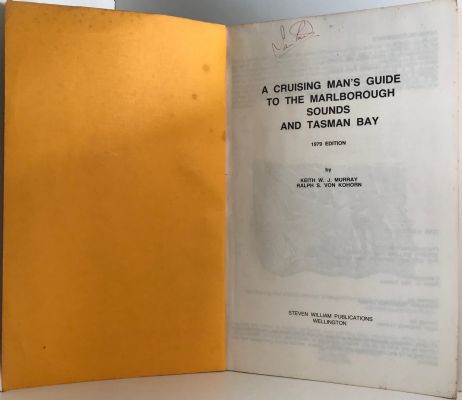 A CRUISING MAN'S GUIDE
TO THE MARLBOROUGH
SOUNDS
AND TASMAN BAY
1979 EDITION
by
KEITH W. J. MURRAY
RALPH S. VON KOHORN
STEVEN WILLIAM PUBLICATIONS
WELLINGTON